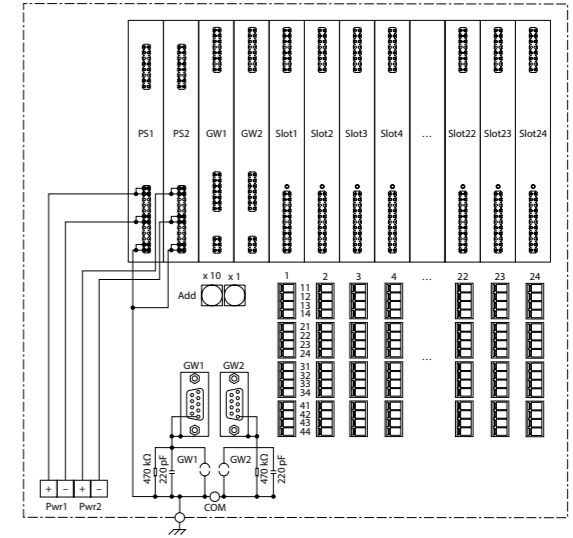 PS1 PS2 GW1 GW2 Slot1 Slot2 Slot3 Slot4 ... Slot22 Slot23 Slot24
x 10 x 1
Add
1 2 3 4 ... 22 23 24
11
12
13
14
21
22
23
24
...
31
32
33
34
41
42
43
44
GW1 GW2
470 kΩ
220 pF
GW1
GW2
470 kΩ
220 pF
COM
+ − + −
Pwr1 Pwr2